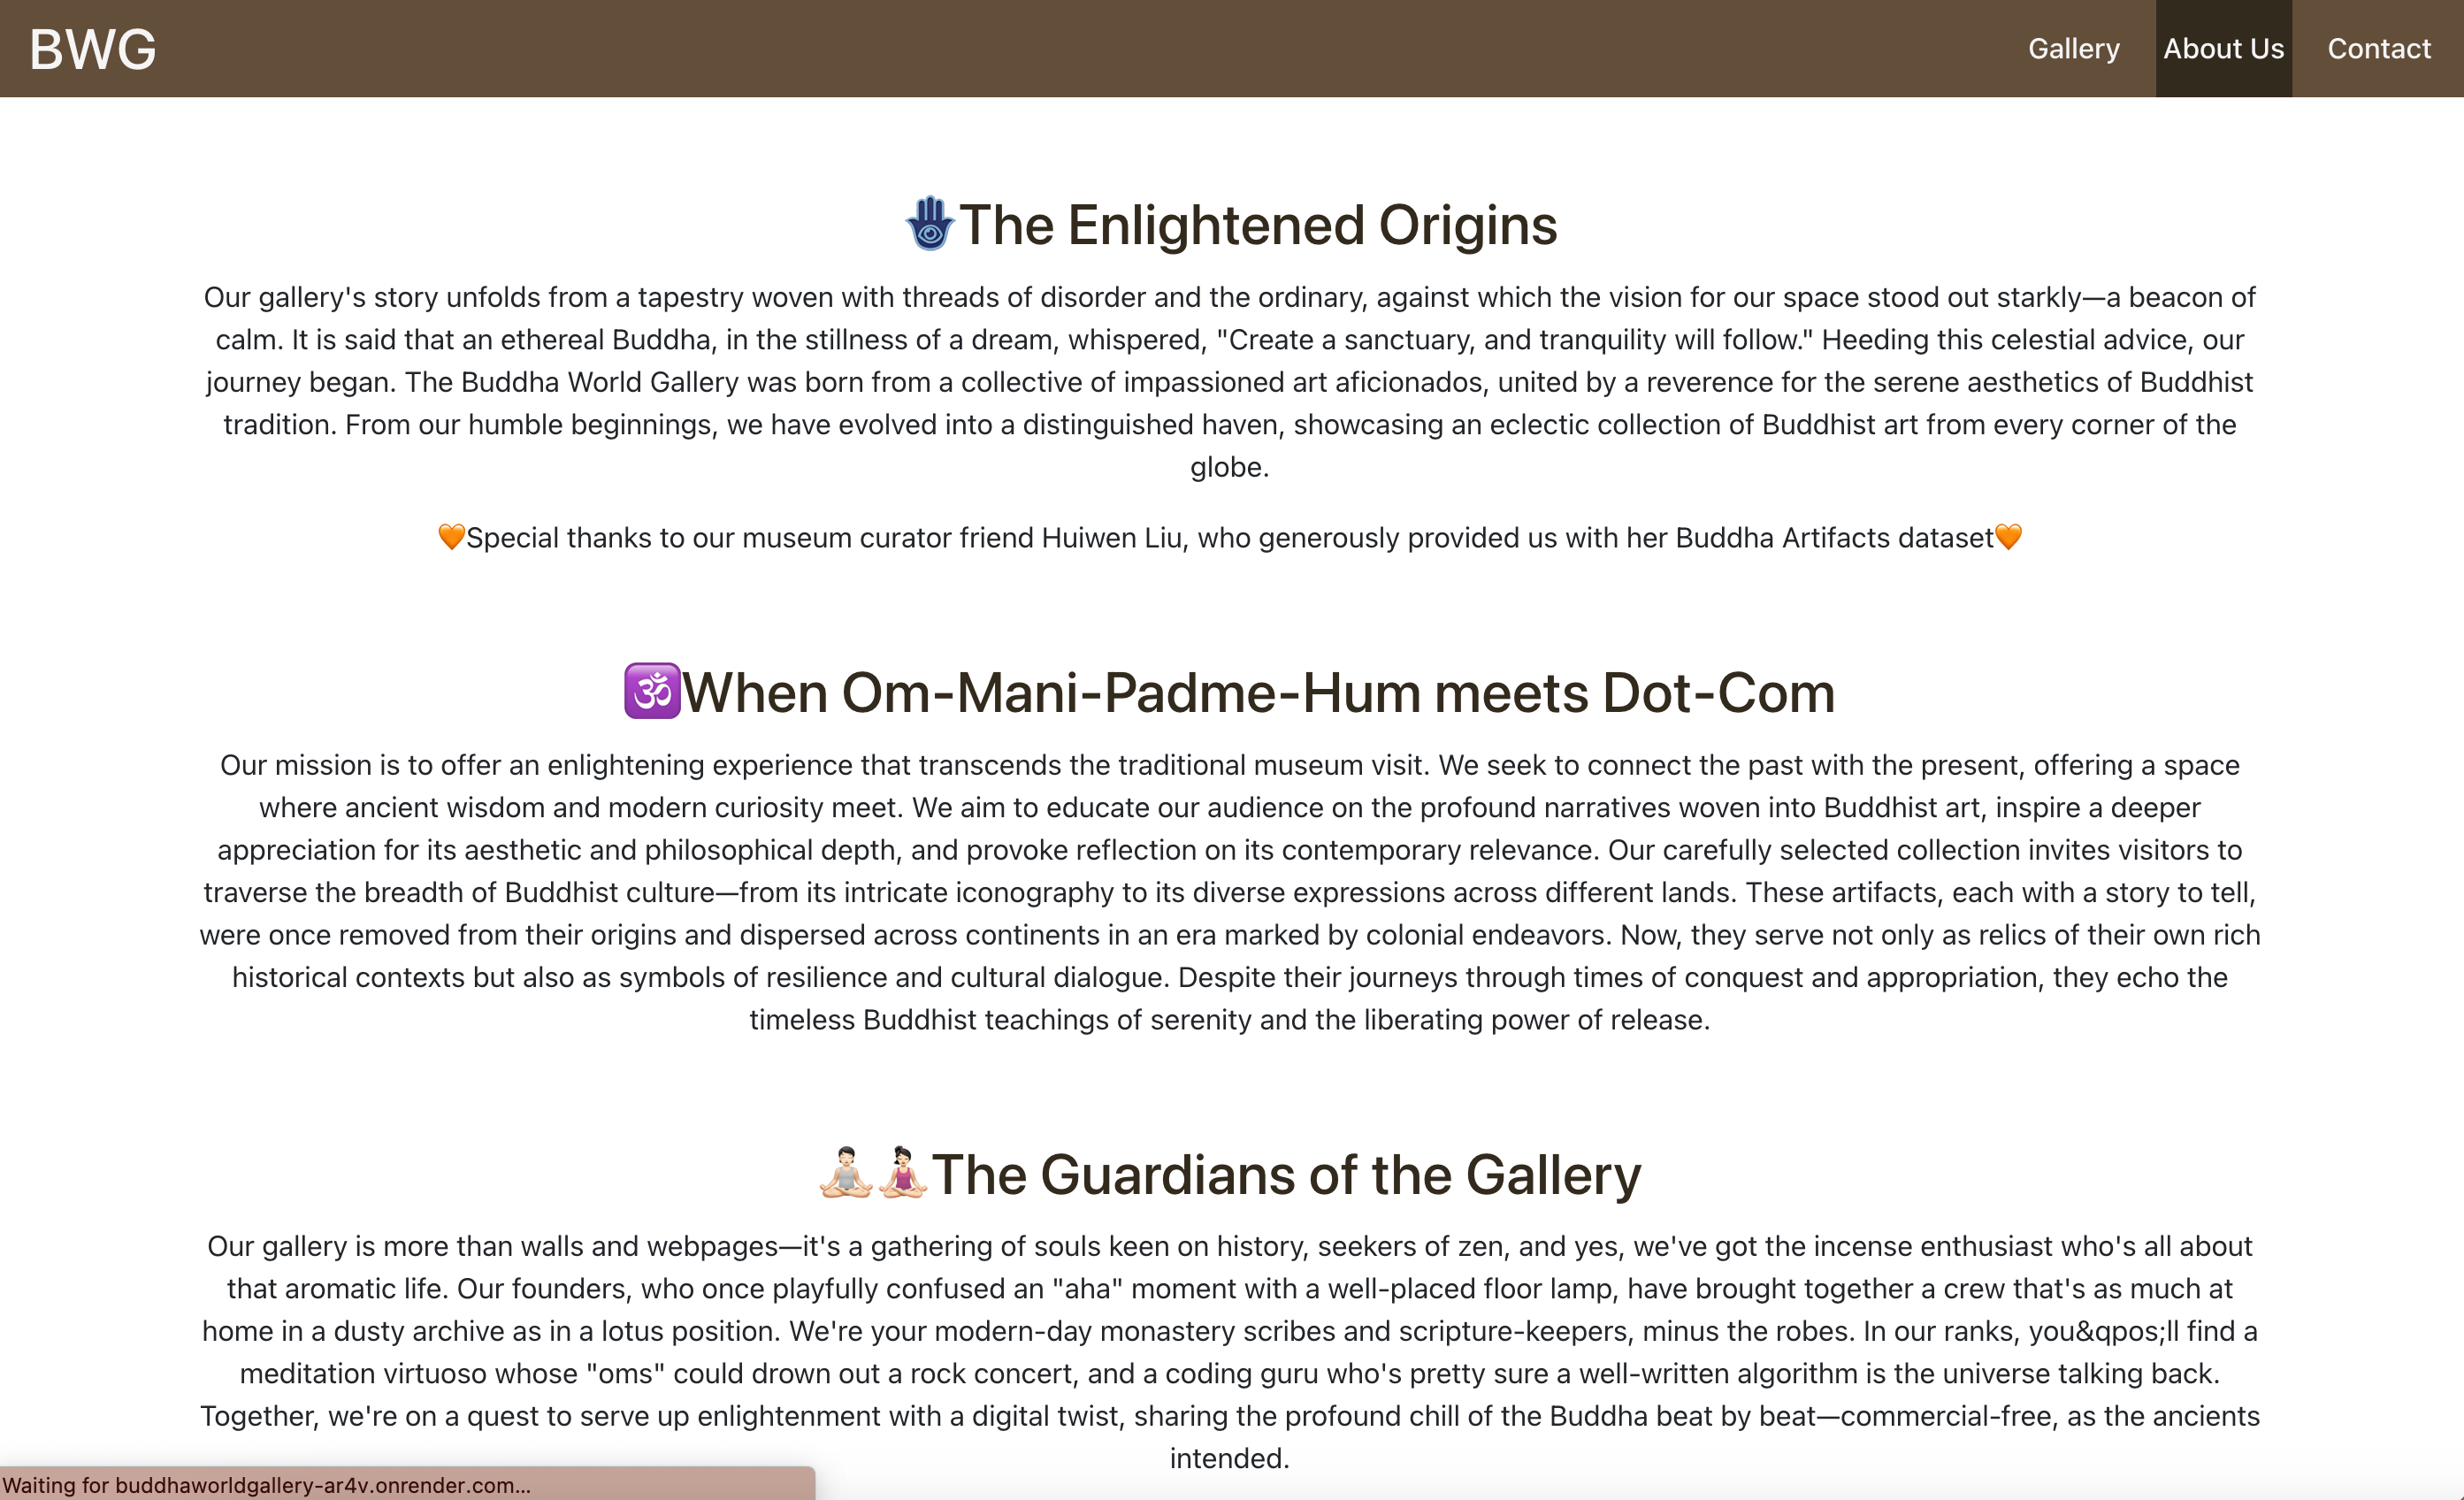 BWG
Gallery
About Us
Contact
The Enlightened Origins
Our gallery's story unfolds from a tapestry woven with threads of disorder and the ordinary, against which the vision for our space stood out starkly—a beacon of
calm. It is said that an ethereal Buddha, in the stillness of a dream, whispered, "Create a sanctuary, and tranquility will follow." Heeding this celestial advice, our
journey began. The Buddha World Gallery was born from a collective of impassioned art aficionados, united by a reverence for the serene aesthetics of Buddhist
tradition. From our humble beginnings, we have evolved into a distinguished haven, showcasing an eclectic collection of Buddhist art from every corner of the
globe.
🧡Special thanks to our museum curator friend Huiwen Liu, who generously provided us with her Buddha Artifacts dataset🧡
🕉When Om-Mani-Padme-Hum meets Dot-Com
Our mission is to offer an enlightening experience that transcends the traditional museum visit. We seek to connect the past with the present, offering a space
where ancient wisdom and modern curiosity meet. We aim to educate our audience on the profound narratives woven into Buddhist art, inspire a deeper
appreciation for its aesthetic and philosophical depth, and provoke reflection on its contemporary relevance. Our carefully selected collection invites visitors to
traverse the breadth of Buddhist culture—from its intricate iconography to its diverse expressions across different lands. These artifacts, each with a story to tell,
were once removed from their origins and dispersed across continents in an era marked by colonial endeavors. Now, they serve not only as relics of their own rich
historical contexts but also as symbols of resilience and cultural dialogue. Despite their journeys through times of conquest and appropriation, they echo the
timeless Buddhist teachings of serenity and the liberating power of release.
The Guardians of the Gallery
Our gallery is more than walls and webpages—it's a gathering of souls keen on history, seekers of zen, and yes, we've got the incense enthusiast who's all about
that aromatic life. Our founders, who once playfully confused an "aha" moment with a well-placed floor lamp, have brought together a crew that's as much at
home in a dusty archive as in a lotus position. We're your modern-day monastery scribes and scripture-keepers, minus the robes. In our ranks, you&qpos;ll find a
meditation virtuoso whose "oms" could drown out a rock concert, and a coding guru who's pretty sure a well-written algorithm is the universe talking back.
Together, we're on a quest to serve up enlightenment with a digital twist, sharing the profound chill of the Buddha beat by beat—commercial-free, as the ancients
intended.
Waiting for buddhaworldgallery-ar4v.onrender.com...